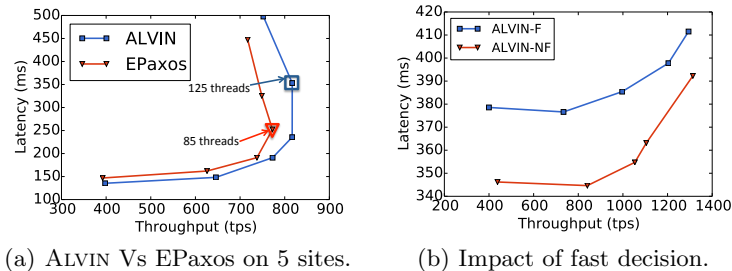 500
450
400
350
300
250
200
150
100
Latency (ms)
ALVIN
EPaxos
125 threads
85 threads
300 400 500 600 700 800 900
Throughput (tps)
(a) ALVIN Vs EPaxos on 5 sites.
(b)
420
410
400
390
380
370
360
350
340
Latency (ms)
ALVIN-F
ALVIN-NF
200 400 600 800 1000 1200 1400
Throughput (tps)
(b) Impact of fast decision.